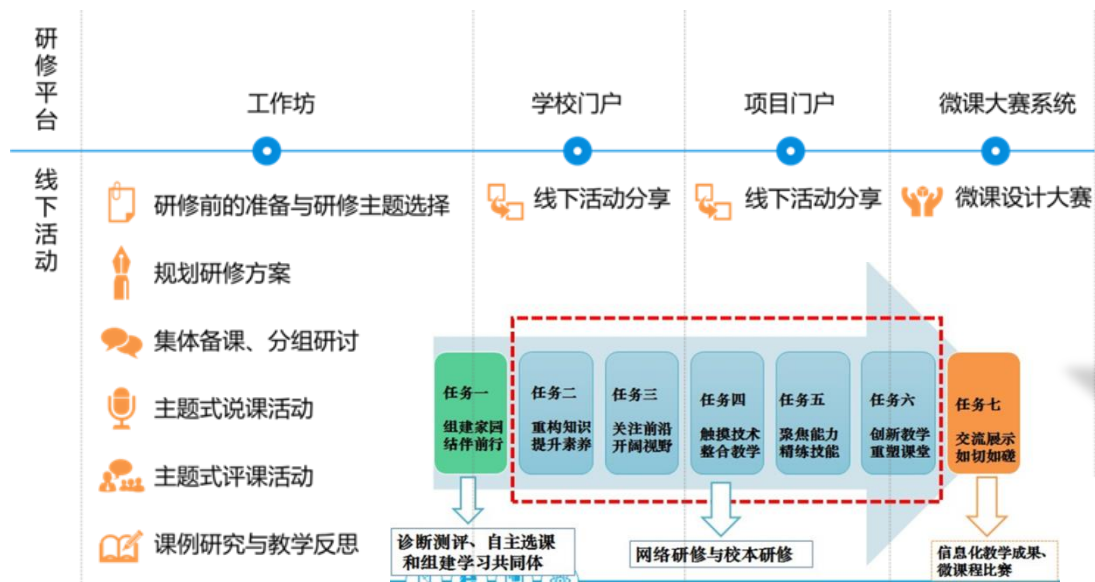 研修平台
工作坊
学校门户
项目门户
微课大赛系统
线下活动
研修前的准备与研修主题选择
线下活动分享
线下活动分享
微课设计大赛
规划研修方案
集体备课、分组研讨
主题式说课活动
主题式评课活动
课例研究与教学反思
任务一
组建家园
结伴前行
任务二
重构知识
提升素养
任务三
关注前沿
开阔视野
任务四
触摸技术
整合教学
任务五
聚焦能力
精练技能
任务六
创新教学
重塑课堂
任务七
交流展示
如切如磋
诊断测评、自主选课
和组建学习共同体
网络研修与校本研修
信息化教学成果、
微课程比赛